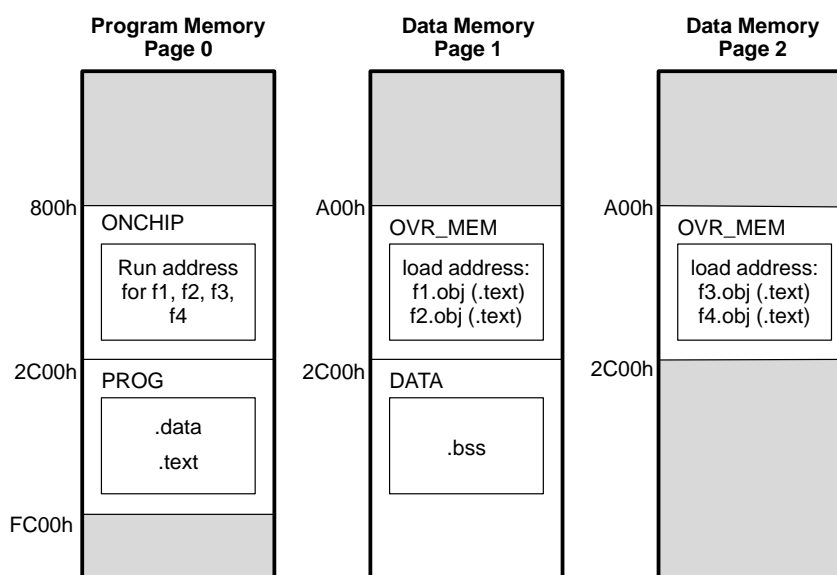 Program Memory
Page 0
Data Memory
Page 1
Data Memory
Page 2
800h
ONCHIP
Run address
for f1, f2, f3,
f4
2C00h
PROG
.data
.text
FC00h
A00h
OVR_MEM
load address:
f1.obj (.text)
f2.obj (.text)
2C00h
DATA
.bss
A00h
OVR_MEM
load address:
f3.obj (.text)
f4.obj (.text)
2C00h